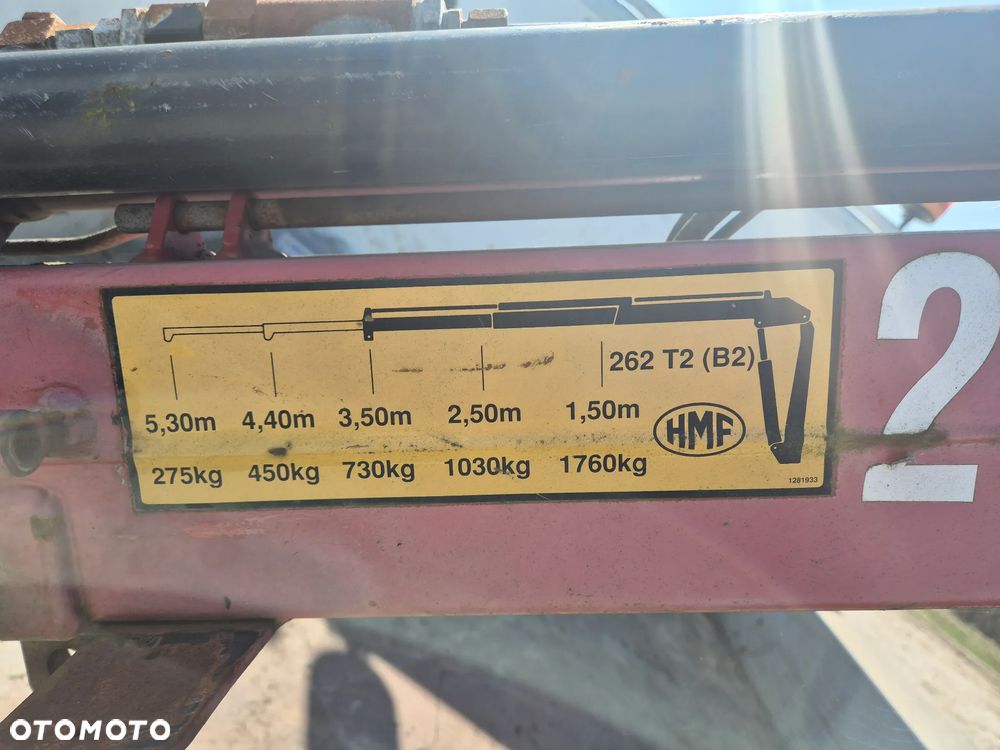 262 T2 (B2)
5,30m 4,40m 3,50m 2,50m 1,50m
HMF
275kg 450kg 730kg 1030kg 1760kg
1281933
2
OTOMOTO